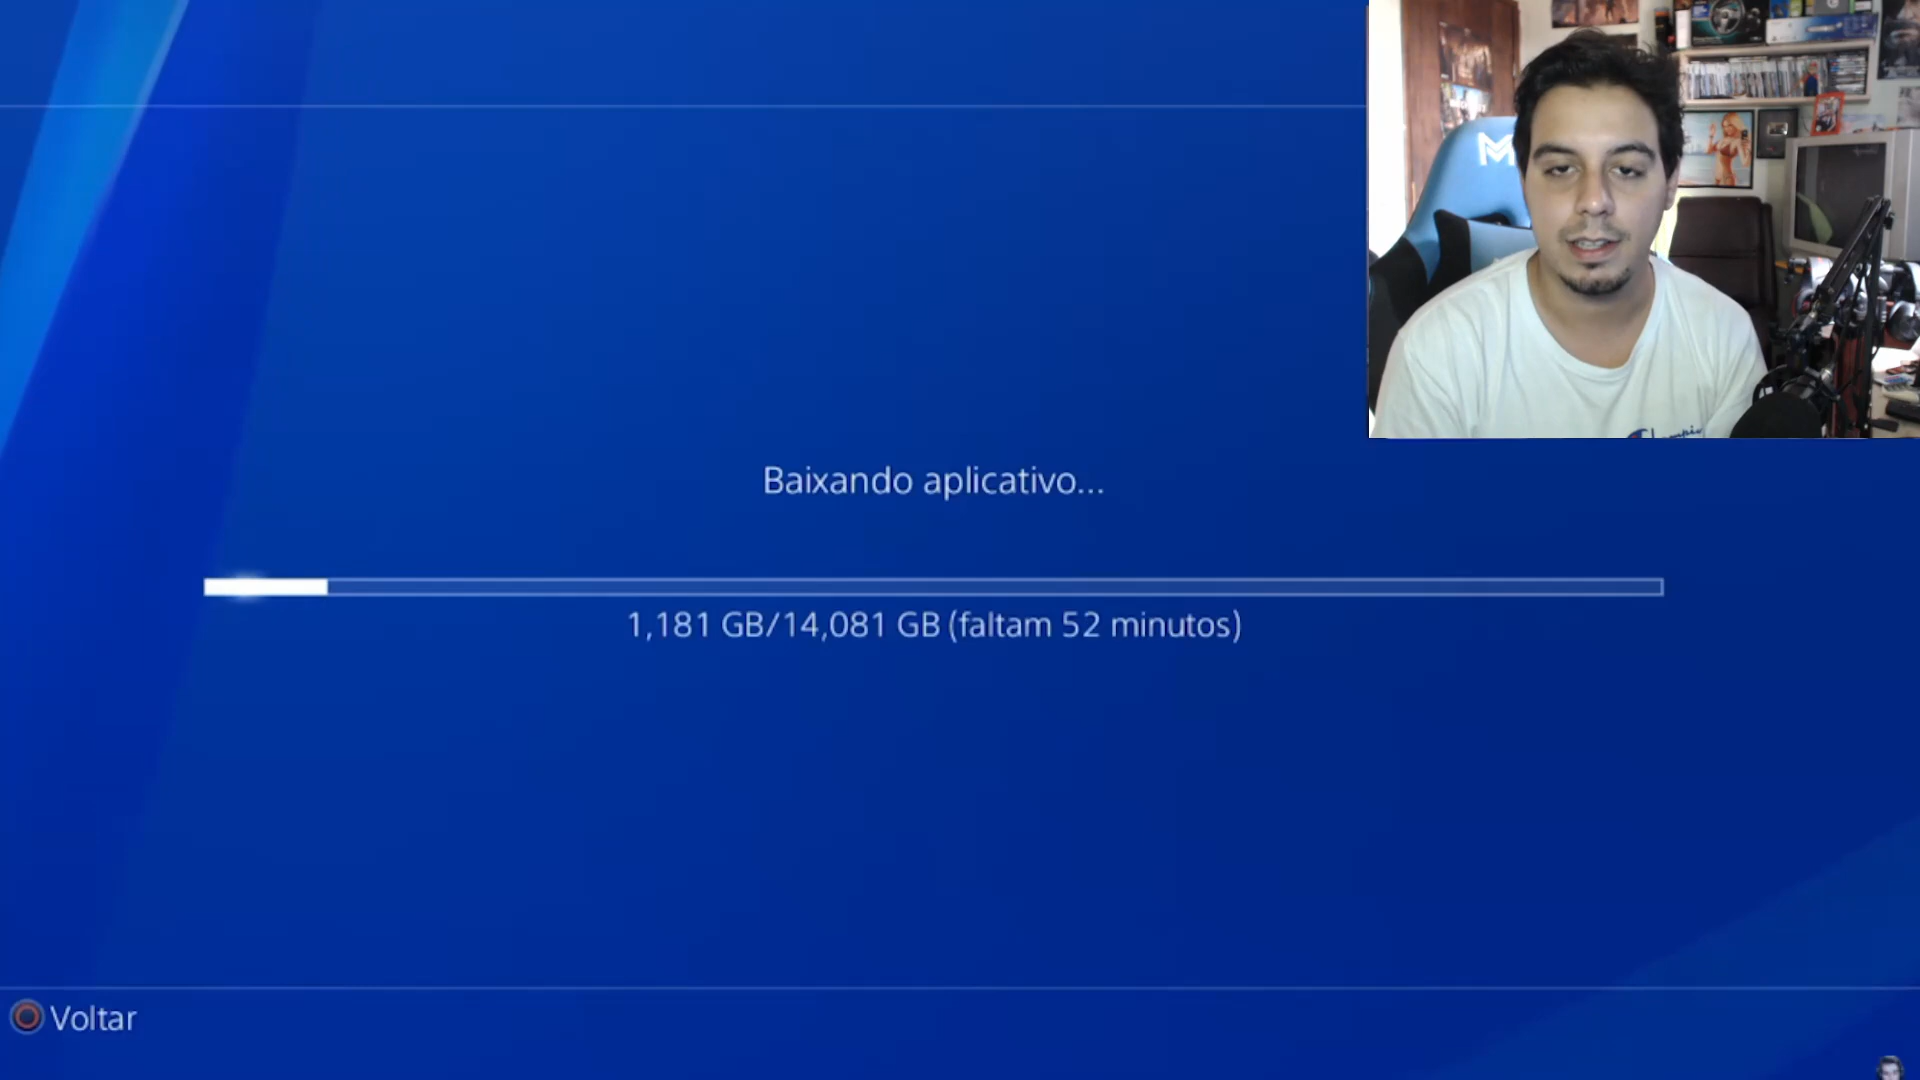 Baixando aplicativo...
1,181 GB/14,081 GB (faltam 52 minutos)
Voltar